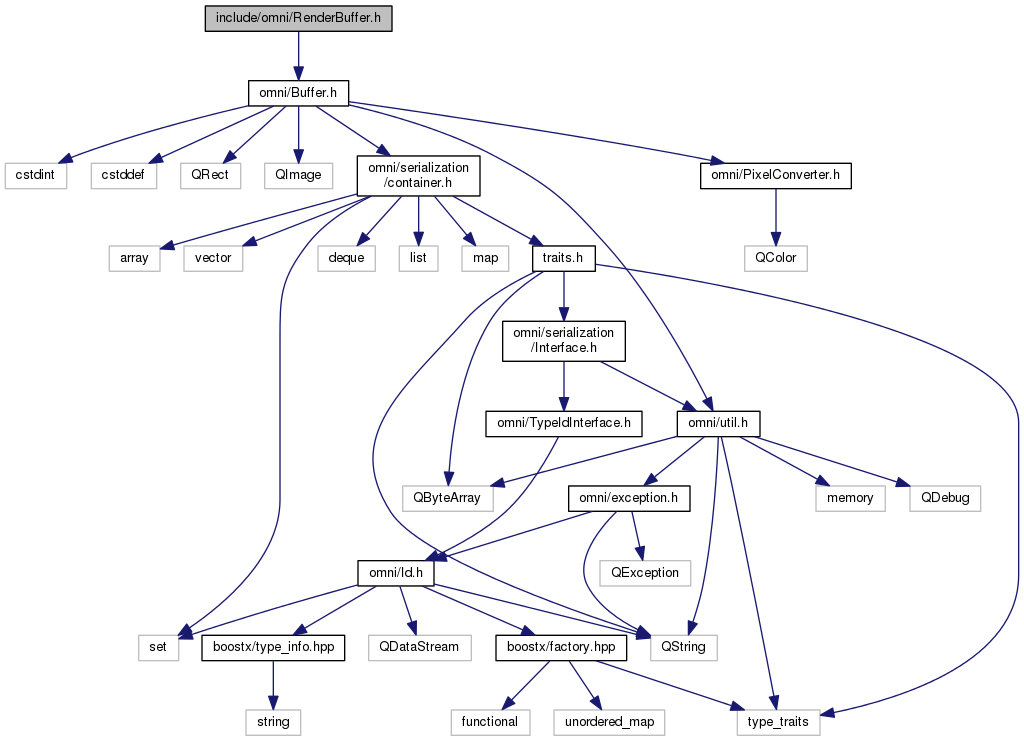 include/omni/RenderBuffer.h
omni/Buffer.h
cstdint
cstddef
QRect
QImage
omni/serialization
/container.h
omni/PixelConverter.h
array
vector
deque
list
map
traits.h
QColor
omni/serialization
/Interface.h
omni/TypeIdInterface.h
omni/util.h
QByteArray
omni/exception.h
memory
QDebug
omni/Id.h
QException
set
boostx/type_info.hpp
QDataStream
boostx/factory.hpp
QString
string
functional
unordered_map
type_traits